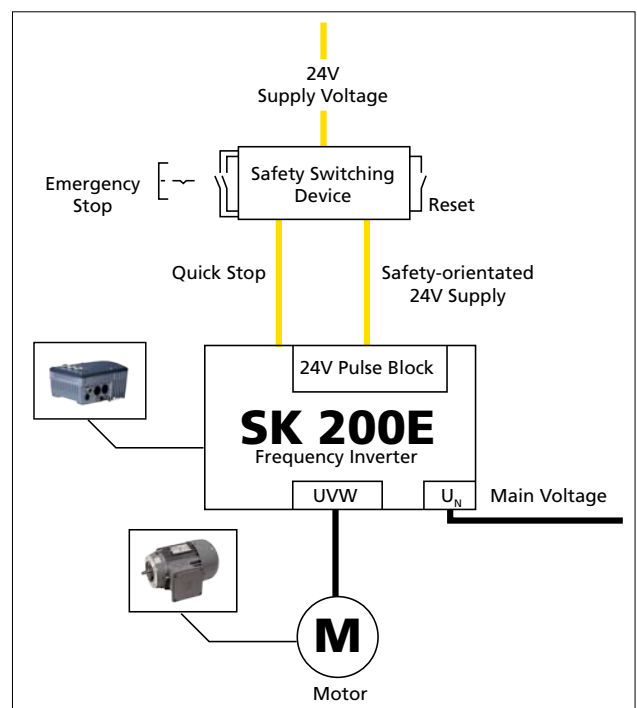 24V
Supply Voltage
Emergency
Stop
Safety Switching
Device
Reset
Quick Stop
Safety-orientated
24V Supply
24V Pulse Block
SK 200E
Frequency Inverter
UVW
U_N
Main Voltage
M
Motor